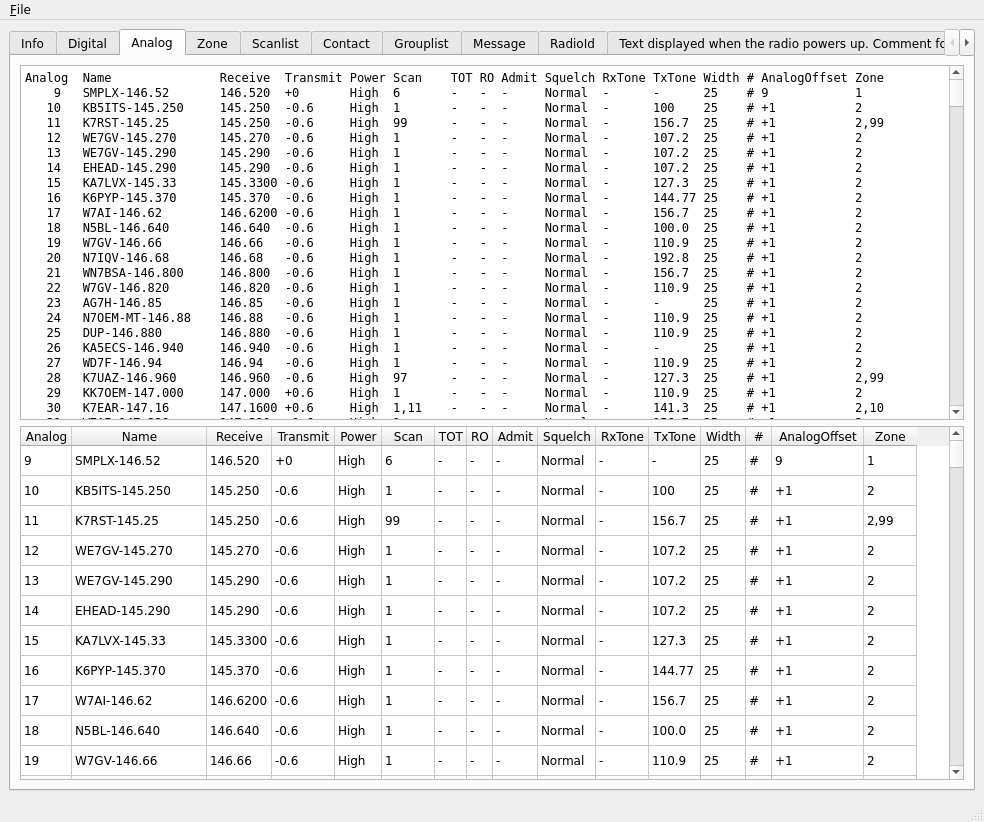 File
Info Digital Analog Zone Scanlist Contact Grouplist Message RadioId Text displayed when the radio powers up. Comment fo
Analog Name Receive Transmit Power Scan TOT RO Admit Squelch RxTone TxTone Width # AnalogOffset Zone
9 SMPLX-146.52 146.520 +0 High 6 - - - Normal - - 25 # 9 1
10 KB5ITS-145.250 145.250 -0.6 High 1 - - - Normal - 100 25 # +1 2
11 K7RST-145.25 145.250 -0.6 High 99 - - - Normal - 156.7 25 # +1 2,99
12 WE7GV-145.270 145.270 -0.6 High 1 - - - Normal - 107.2 25 # +1 2
13 WE7GV-145.290 145.290 -0.6 High 1 - - - Normal - 107.2 25 # +1 2
14 EHEAD-145.290 145.290 -0.6 High 1 - - - Normal - 107.2 25 # +1 2
15 KA7LVX-145.33 145.3300 -0.6 High 1 - - - Normal - 127.3 25 # +1 2
16 K6PYP-145.370 145.370 -0.6 High 1 - - - Normal - 144.77 25 # +1 2
17 W7AI-146.62 146.6200 -0.6 High 1 - - - Normal - 156.7 25 # +1 2
18 N5BL-146.640 146.640 -0.6 High 1 - - - Normal - 100.0 25 # +1 2
19 W7GV-146.66 146.66 -0.6 High 1 - - - Normal - 110.9 25 # +1 2
20 N7IQV-146.68 146.68 -0.6 High 1 - - - Normal - 192.8 25 # +1 2
21 WN7BSA-146.800 146.800 -0.6 High 1 - - - Normal - 156.7 25 # +1 2
22 W7GV-146.820 146.820 -0.6 High 1 - - - Normal - 110.9 25 # +1 2
23 AG7H-146.85 146.85 -0.6 High 1 - - - Normal - - 25 # +1 2
24 N7OEM-MT-146.88 146.88 -0.6 High 1 - - - Normal - 110.9 25 # +1 2
25 DUP-146.880 146.880 -0.6 High 1 - - - Normal - 110.9 25 # +1 2
26 KA5ECS-146.940 146.940 -0.6 High 1 - - - Normal - - 25 # +1 2
27 WD7F-146.94 146.94 -0.6 High 1 - - - Normal - 110.9 25 # +1 2
28 K7UAZ-146.960 146.960 -0.6 High 97 - - - Normal - 127.3 25 # +1 2,99
29 KK7OEM-147.000 147.000 +0.6 High 1 - - - Normal - 110.9 25 # +1 2
30 K7EAR-147.16 147.1600 +0.6 High 1,11 - - - Normal - 141.3 25 # +1 2,10
Analog Name Receive Transmit Power Scan TOT RO Admit Squelch RxTone TxTone Width # AnalogOffset Zone
9 SMPLX-146.52 146.520 +0 High 6 - - - Normal - - 25 # 9 1
10 KB5ITS-145.250 145.250 -0.6 High 1 - - - Normal - 100 25 # +1 2
11 K7RST-145.25 145.250 -0.6 High 99 - - - Normal - 156.7 25 # +1 2,99
12 WE7GV-145.270 145.270 -0.6 High 1 - - - Normal - 107.2 25 # +1 2
13 WE7GV-145.290 145.290 -0.6 High 1 - - - Normal - 107.2 25 # +1 2
14 EHEAD-145.290 145.290 -0.6 High 1 - - - Normal - 107.2 25 # +1 2
15 KA7LVX-145.33 145.3300 -0.6 High 1 - - - Normal - 127.3 25 # +1 2
16 K6PYP-145.370 145.370 -0.6 High 1 - - - Normal - 144.77 25 # +1 2
17 W7AI-146.62 146.6200 -0.6 High 1 - - - Normal - 156.7 25 # +1 2
18 N5BL-146.640 146.640 -0.6 High 1 - - - Normal - 100.0 25 # +1 2
19 W7GV-146.66 146.66 -0.6 High 1 - - - Normal - 110.9 25 # +1 2